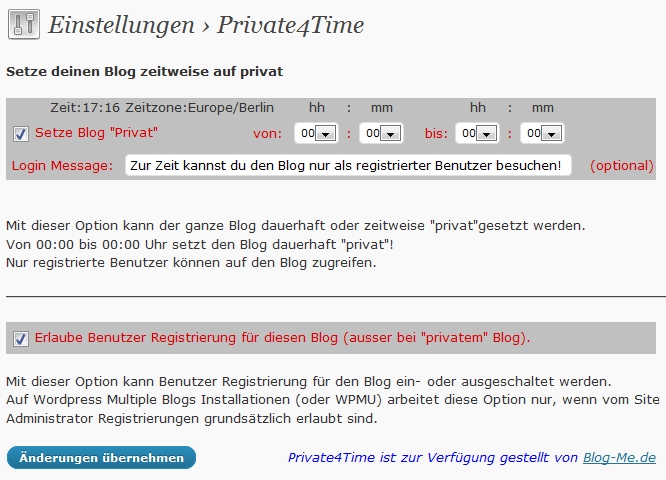 Einstellungen › Private4Time
Setze deinen Blog zeitweise auf privat
Zeit:17:16 Zeitzone:Europe/Berlin hh : mm hh : mm
Setze Blog "Privat" von: 00 : 00 bis: 00 : 00
Login Message: Zur Zeit kannst du den Blog nur als registrierter Benutzer besuchen! (optional)
Mit dieser Option kann der ganze Blog dauerhaft oder zeitweise "privat"gesetzt werden.
Von 00:00 bis 00:00 Uhr setzt den Blog dauerhaft "privat"!
Nur registrierte Benutzer können auf den Blog zugreifen.
Erlaube Benutzer Registrierung für diesen Blog (ausser bei "privatem" Blog).
Mit dieser Option kann Benutzer Registrierung für den Blog ein- oder ausgeschaltet werden.
Auf Wordpress Multiple Blogs Installationen (oder WPMU) arbeitet diese Option nur, wenn vom Site
Administrator Registrierungen grundsätzlich erlaubt sind.
Änderungen übernehmen Private4Time ist zur Verfügung gestellt von Blog-Me.de